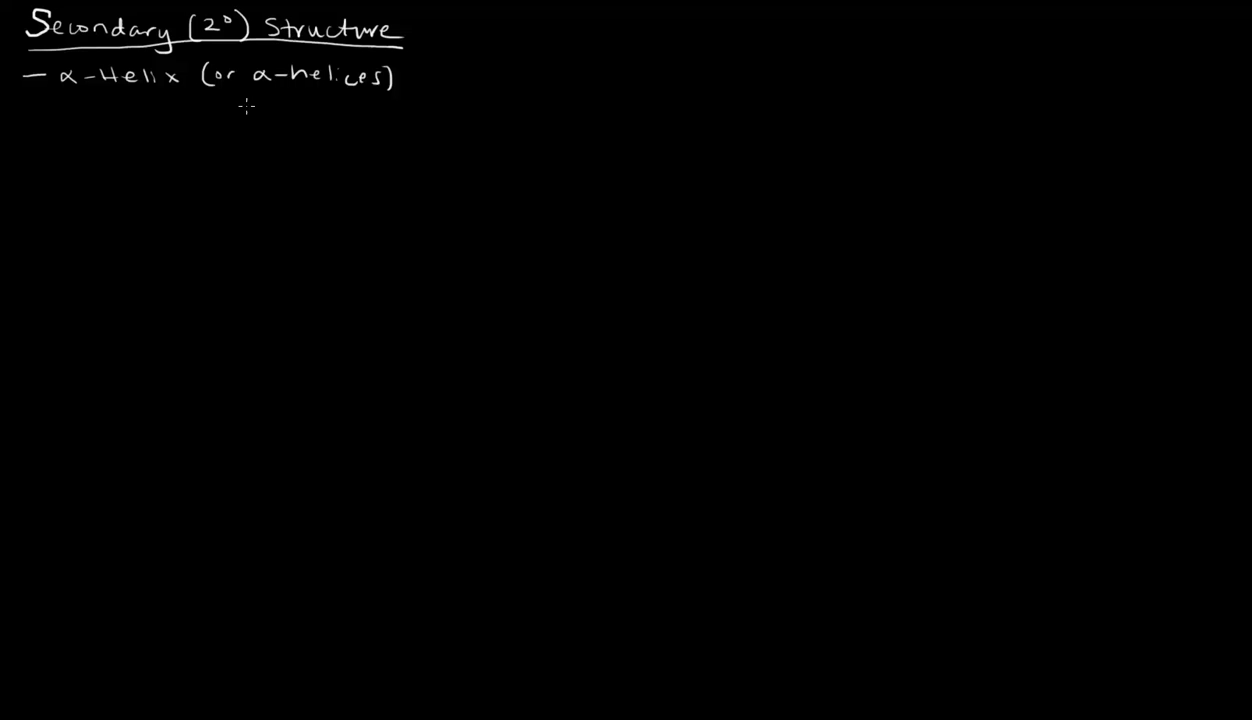 Secondary (2°) Structure
— α-Helix (or α-helices)